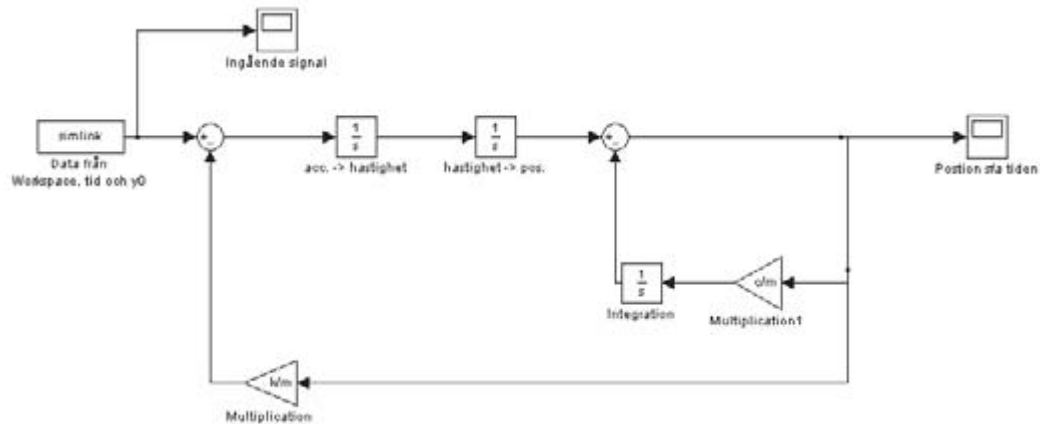 Ingående signal
simlink
Data från
Workspace, tid och y0
+
-
1
s
acc. -> hastighet
1
s
hastighet -> pos.
+
-
Postion s/a tiden
1
s
Integration
c/m
Multiplication1
k/m
Multiplication